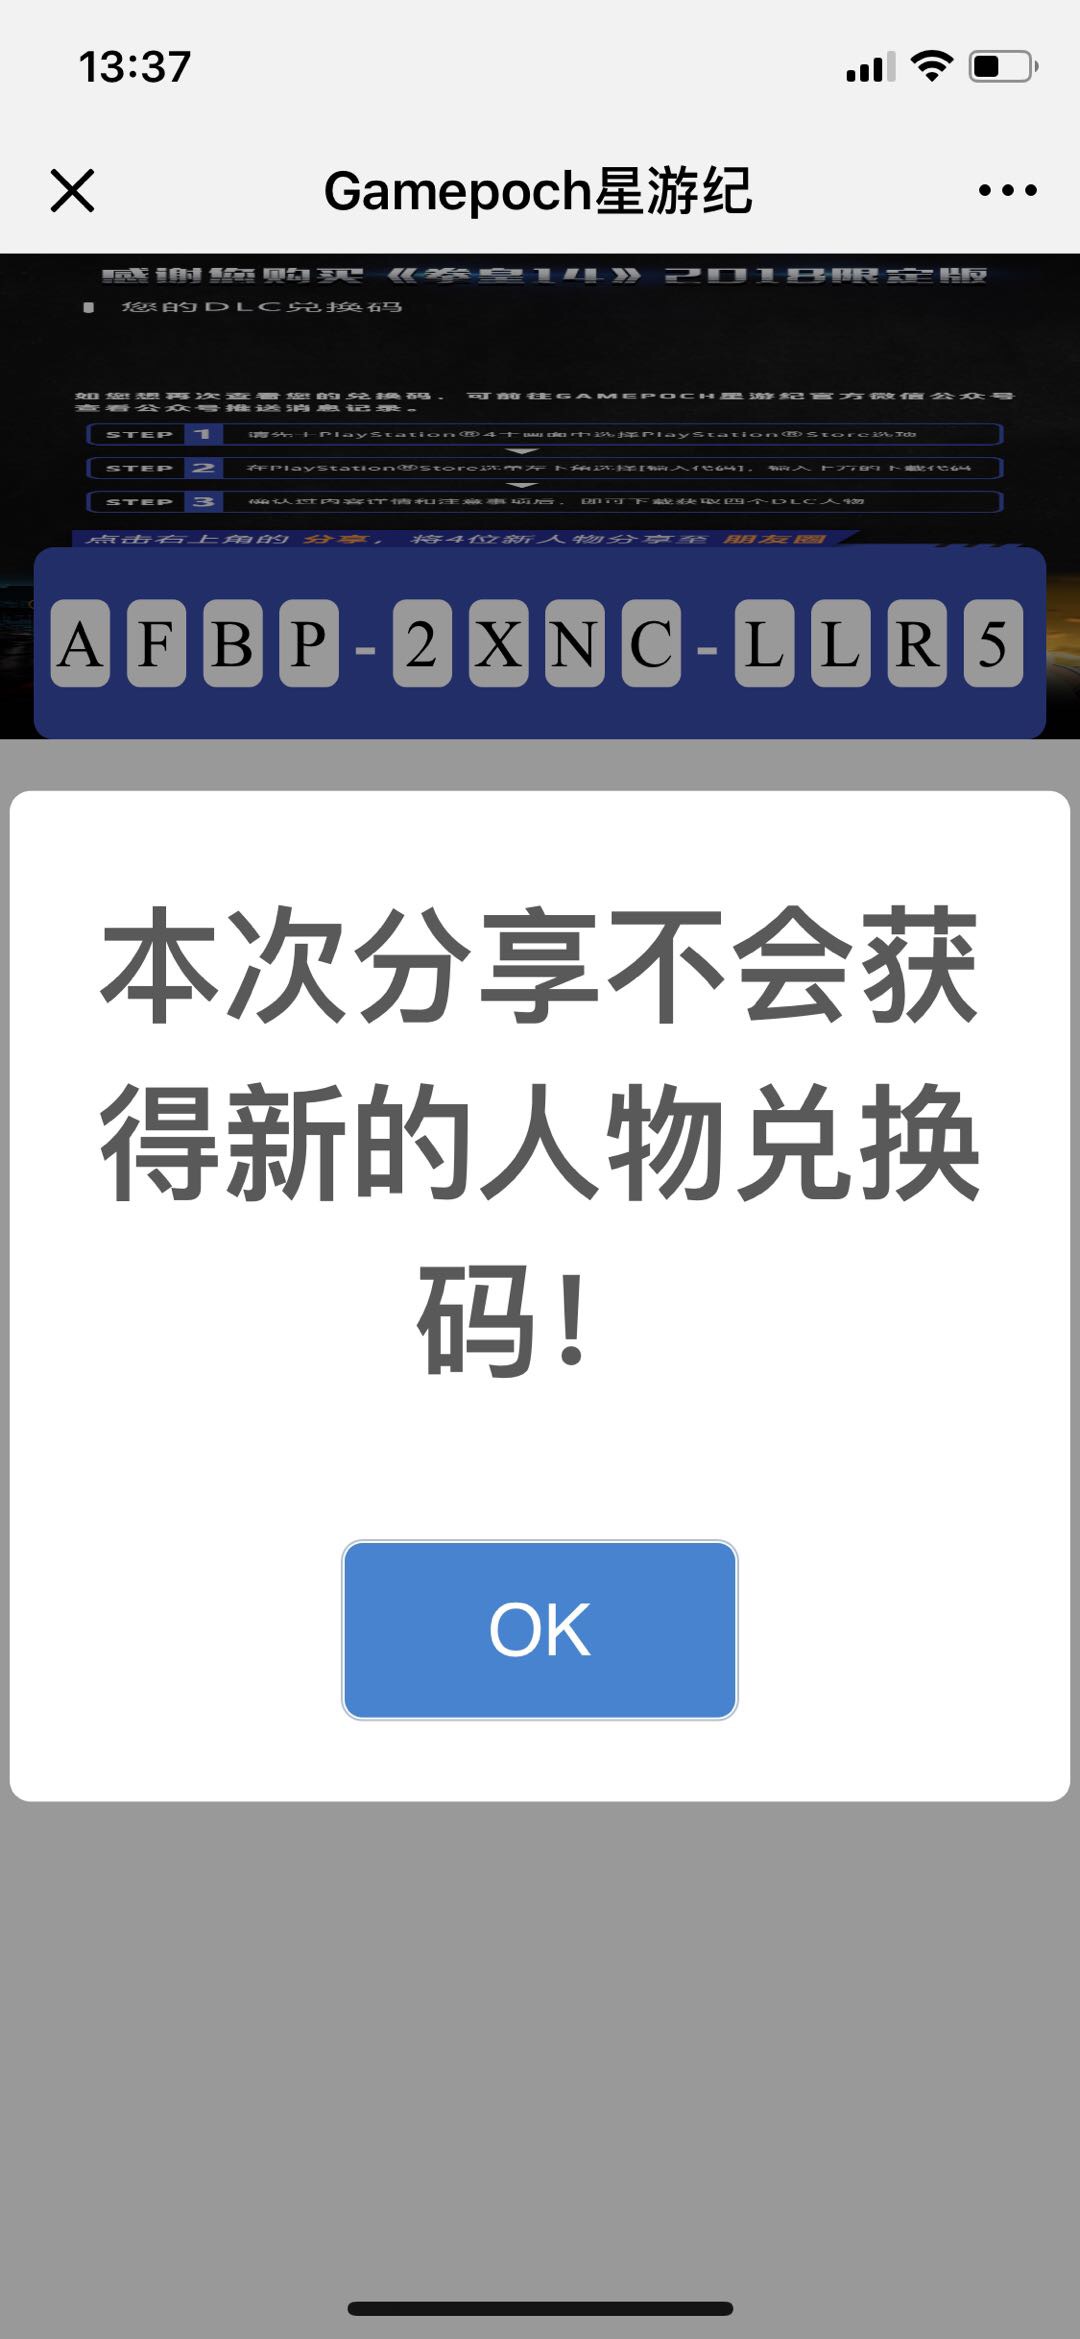 13:37
Gamepoch星游纪
感谢您购买《拳皇14》2018限定版
您的DLC兑换码
如您想再次查看您的兑换码，可前往GAMEPOCH星游纪官方微信公众号
查看公众号推送消息记录。
STEP 1 请先于PlayStation®4主画面中选择PlayStation®Store选项
STEP 2 在PlayStation®Store选单左下角选择[输入代码]，输入下方的下载代码
STEP 3 确认过内容详情和注意事项后，即可下载获取四个DLC人物
点击右上角的 分享，将4位新人物分享至 朋友圈
AFBP-2XNC-LLR5
本次分享不会获
得新的人物兑换
码！
OK